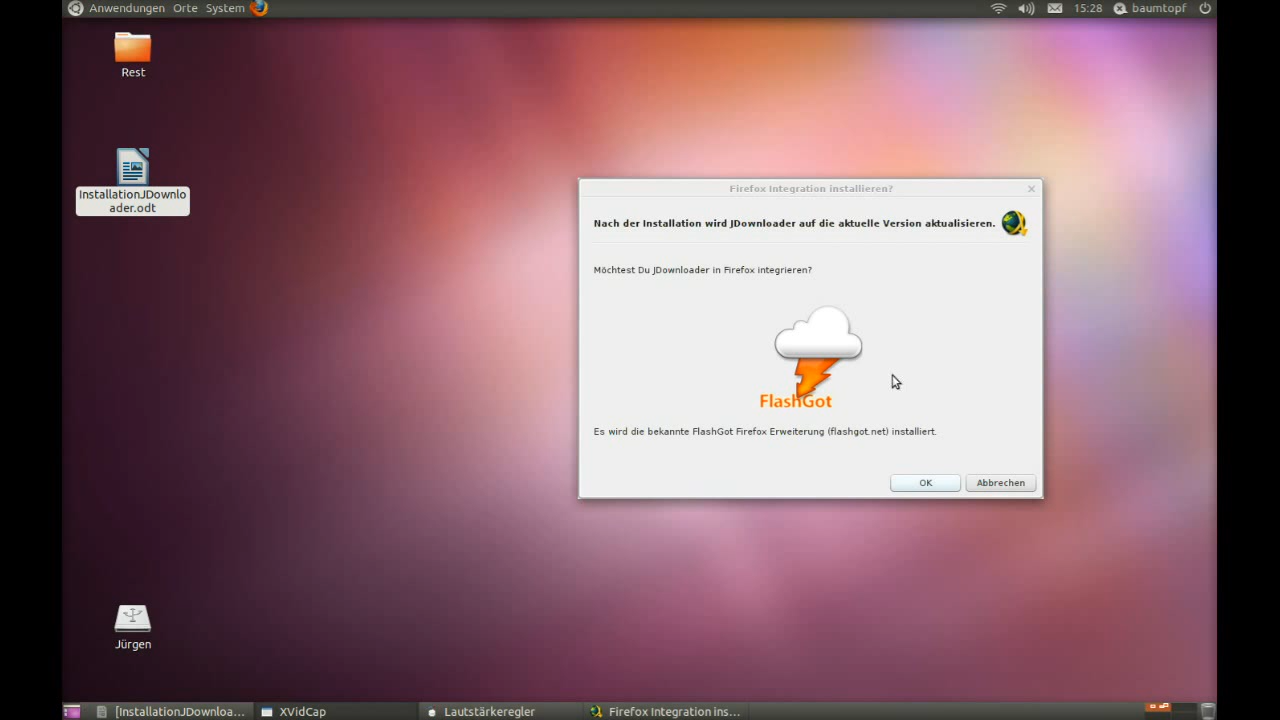 Anwendungen Orte System 15:28 baumtopf
Rest
InstallationJDownlo
ader.odt
Firefox Integration installieren?
Nach der Installation wird JDownloader auf die aktuelle Version aktualisieren.
Möchtest Du JDownloader in Firefox integrieren?
FlashGot
Es wird die bekannte FlashGot Firefox Erweiterung (flashgot.net) installiert.
OK Abbrechen
Jürgen
[InstallationJDownloa... XVidCap Lautstärkeregler Firefox Integration ins...